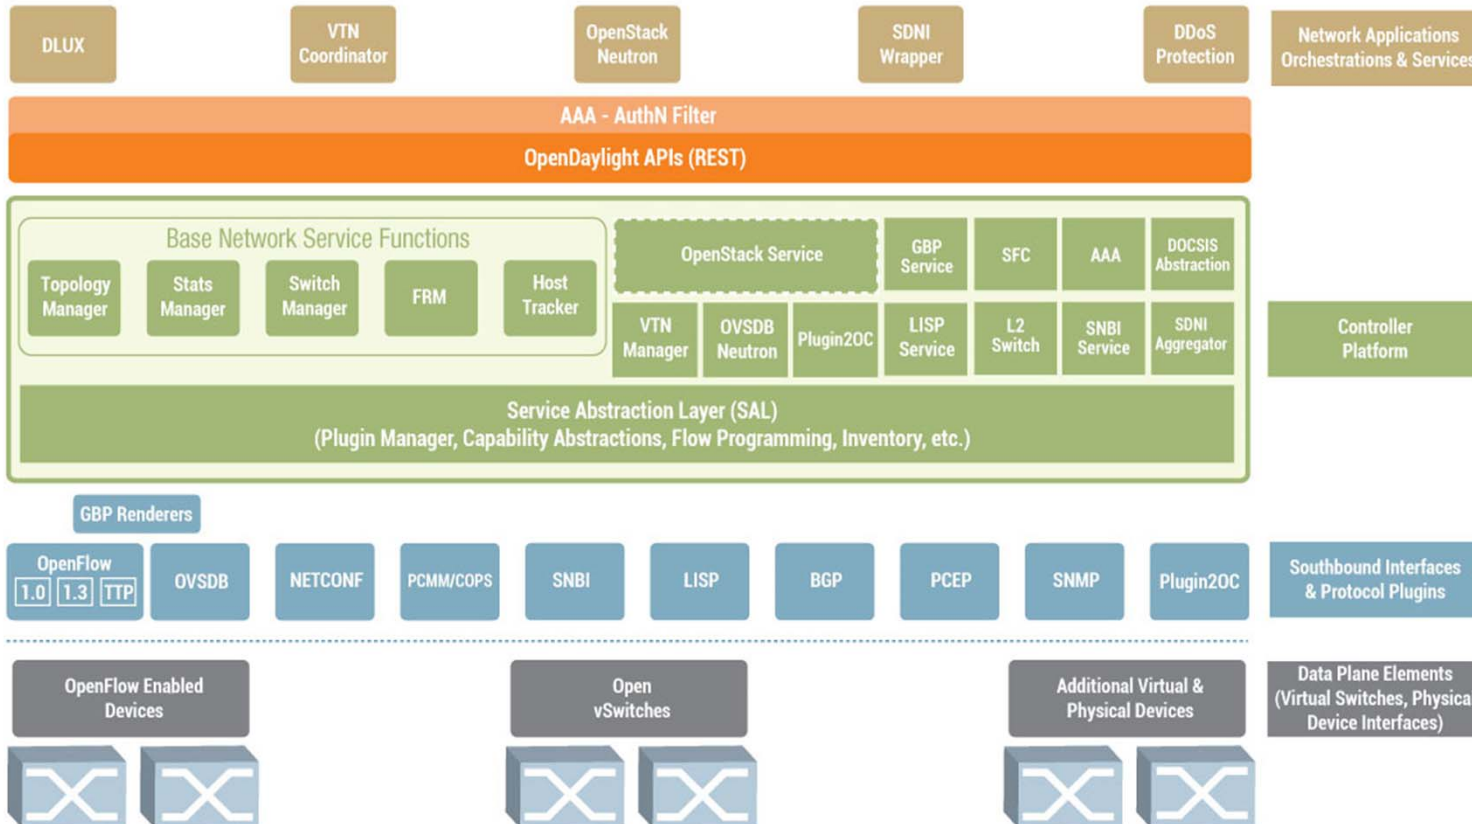 DLUX
VTN
Coordinator
OpenStack
Neutron
SDNI
Wrapper
DDoS
Protection
Network Applications
Orchestrations & Services
AAA - AuthN Filter
OpenDaylight APIs (REST)
Base Network Service Functions
Topology
Manager
Stats
Manager
Switch
Manager
FRM
Host
Tracker
OpenStack Service
GBP
Service
SFC
AAA
DOCSIS
Abstraction
VTN
Manager
OVSDB
Neutron
Plugin2OC
LISP
Service
L2
Switch
SNBI
Service
SDNI
Aggregator
Controller
Platform
Service Abstraction Layer (SAL)
(Plugin Manager, Capability Abstractions, Flow Programming, Inventory, etc.)
GBP Renderers
OpenFlow
1.0 1.3 TTP
OVSDB
NETCONF
PCMM/COPS
SNBI
LISP
BGP
PCEP
SNMP
Plugin2OC
Southbound Interfaces
& Protocol Plugins
OpenFlow Enabled
Devices
Open
vSwitches
Additional Virtual &
Physical Devices
Data Plane Elements
(Virtual Switches, Physical
Device Interfaces)